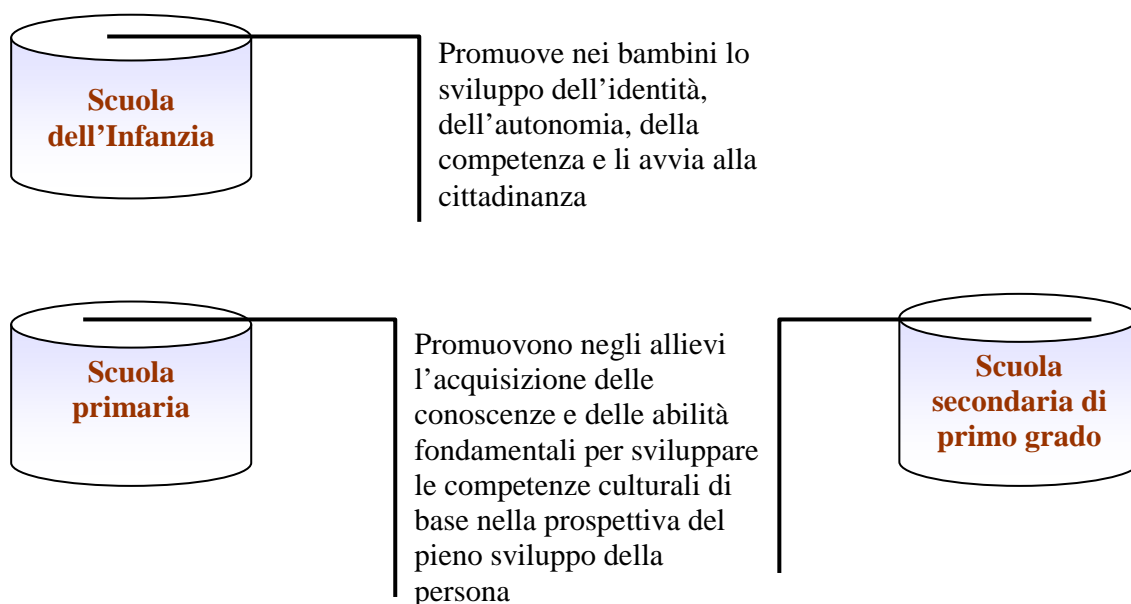 Scuola
dell’Infanzia
Promuove nei bambini lo
sviluppo dell’identità,
dell’autonomia, della
competenza e li avvia alla
cittadinanza
Scuola
primaria
Promuovono negli allievi
l’acquisizione delle
conoscenze e delle abilità
fondamentali per sviluppare
le competenze culturali di
base nella prospettiva del
pieno sviluppo della
persona
Scuola
secondaria di
primo grado